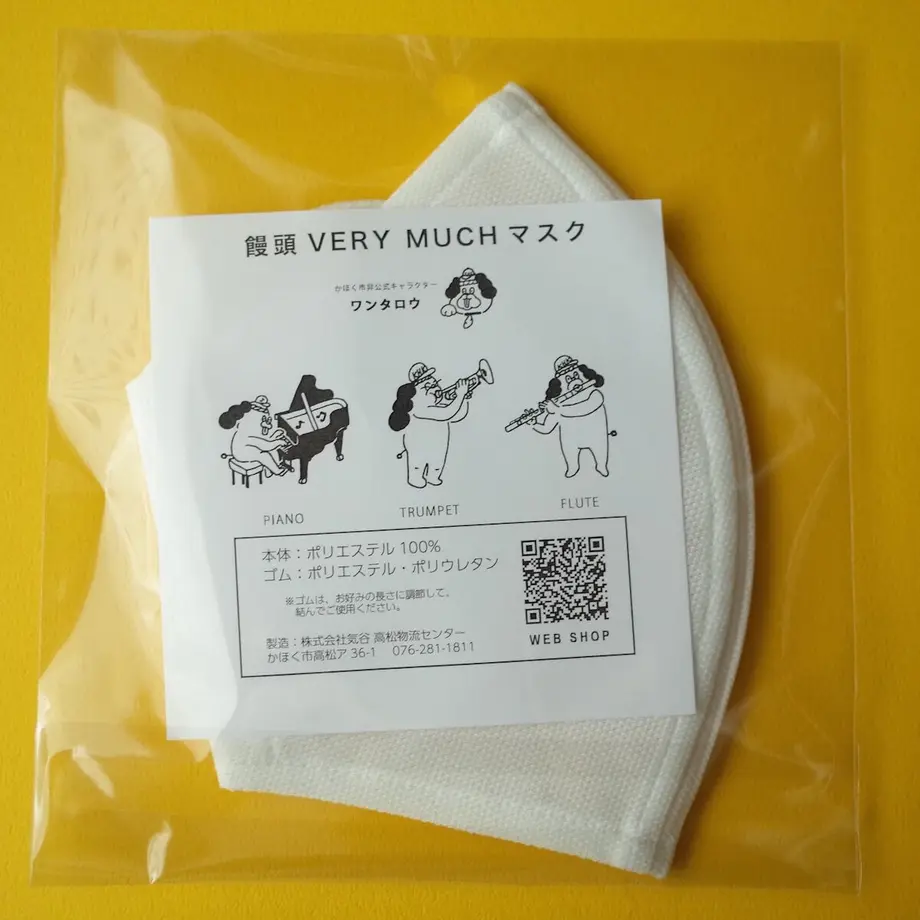 饅頭 VERY MUCH マスク
かほく市非公式キャラクター
ワンタロウ
PIANO
TRUMPET
FLUTE
本体：ポリエステル 100%
ゴム：ポリエステル・ポリウレタン
※ゴムは、お好みの長さに調節して、
結んでご使用ください。
製造：株式会社気谷 高松物流センター
かほく市高松ア 36-1 076-281-1811
WEB SHOP